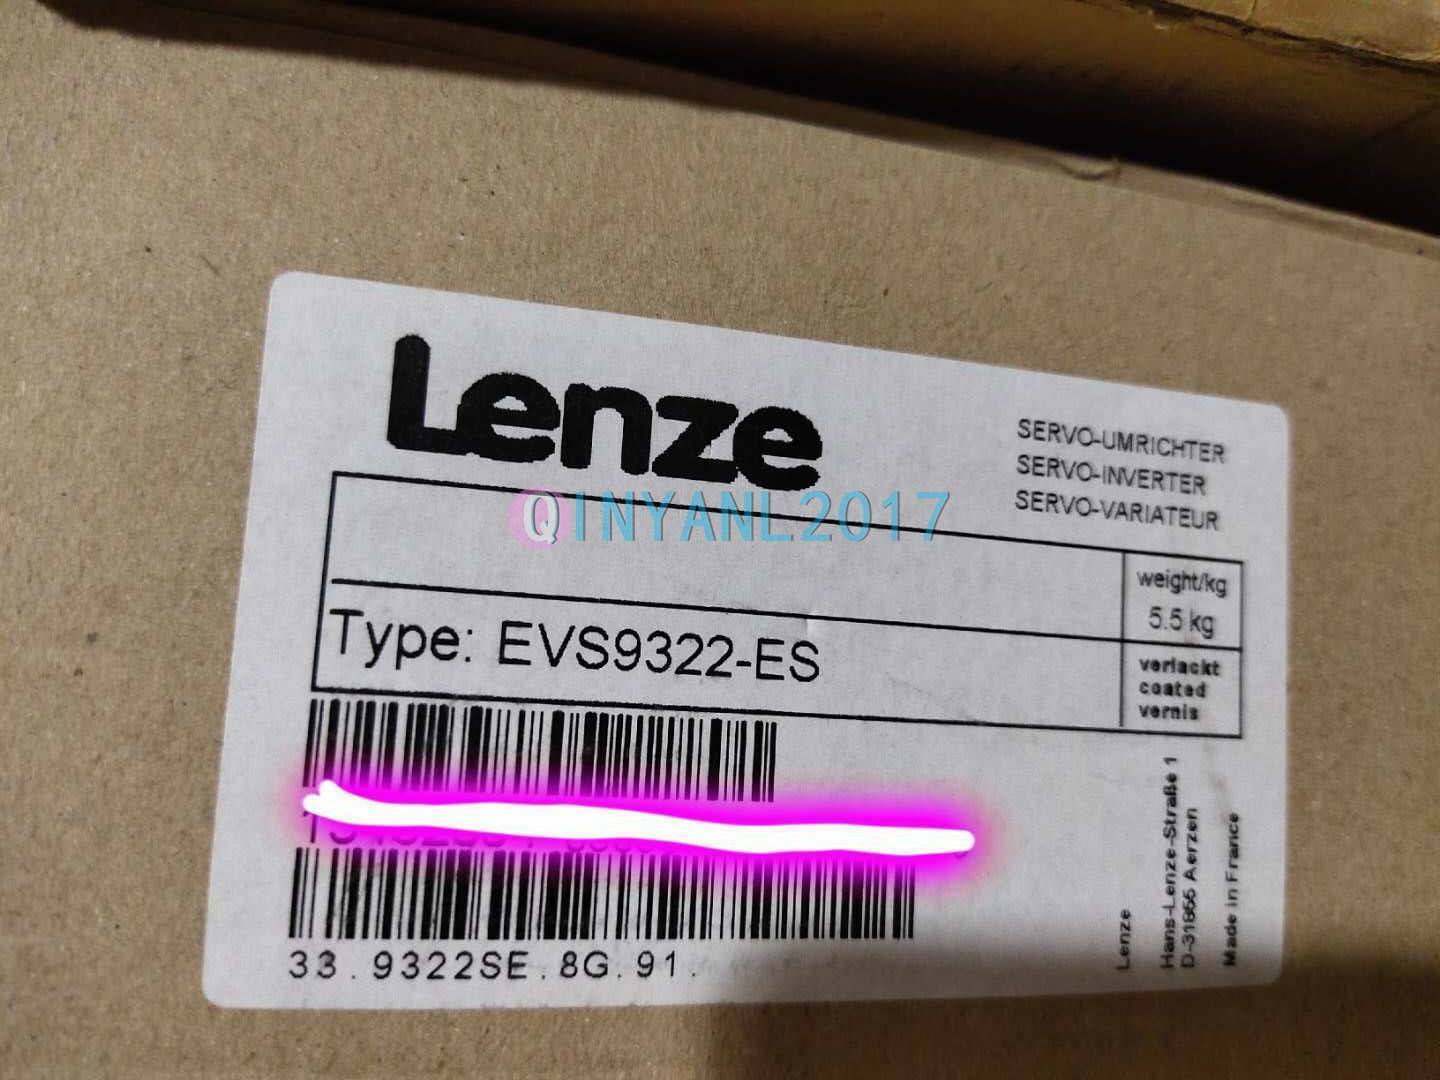 Lenze
SERVO-UMRICHTER
SERVO-INVERTER
SERVO-VARIATEUR
QINYANL2017
weight/kg
5.5 kg
Type: EVS9322-ES
verlackt
coated
vernis
33.9322SE.8G.91.
Lenze
Hans-Lenze-Straße 1
D-31855 Aerzen
Made in France